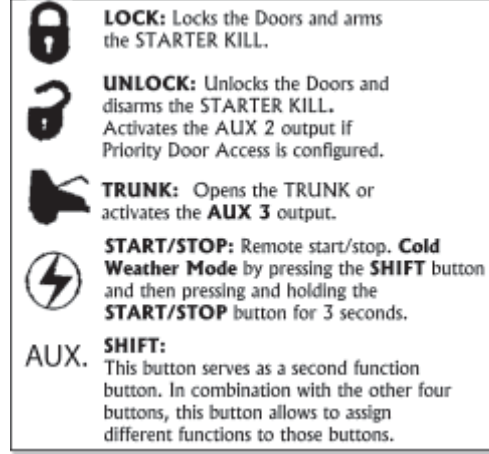 LOCK: Locks the Doors and arms
the STARTER KILL.
UNLOCK: Unlocks the Doors and
disarms the STARTER KILL.
Activates the AUX 2 output if
Priority Door Access is configured.
TRUNK: Opens the TRUNK or
activates the AUX 3 output.
START/STOP: Remote start/stop. Cold
Weather Mode by pressing the SHIFT button
and then pressing and holding the
START/STOP button for 3 seconds.
AUX. SHIFT:
This button serves as a second function
button. In combination with the other four
buttons, this button allows to assign
different functions to those buttons.